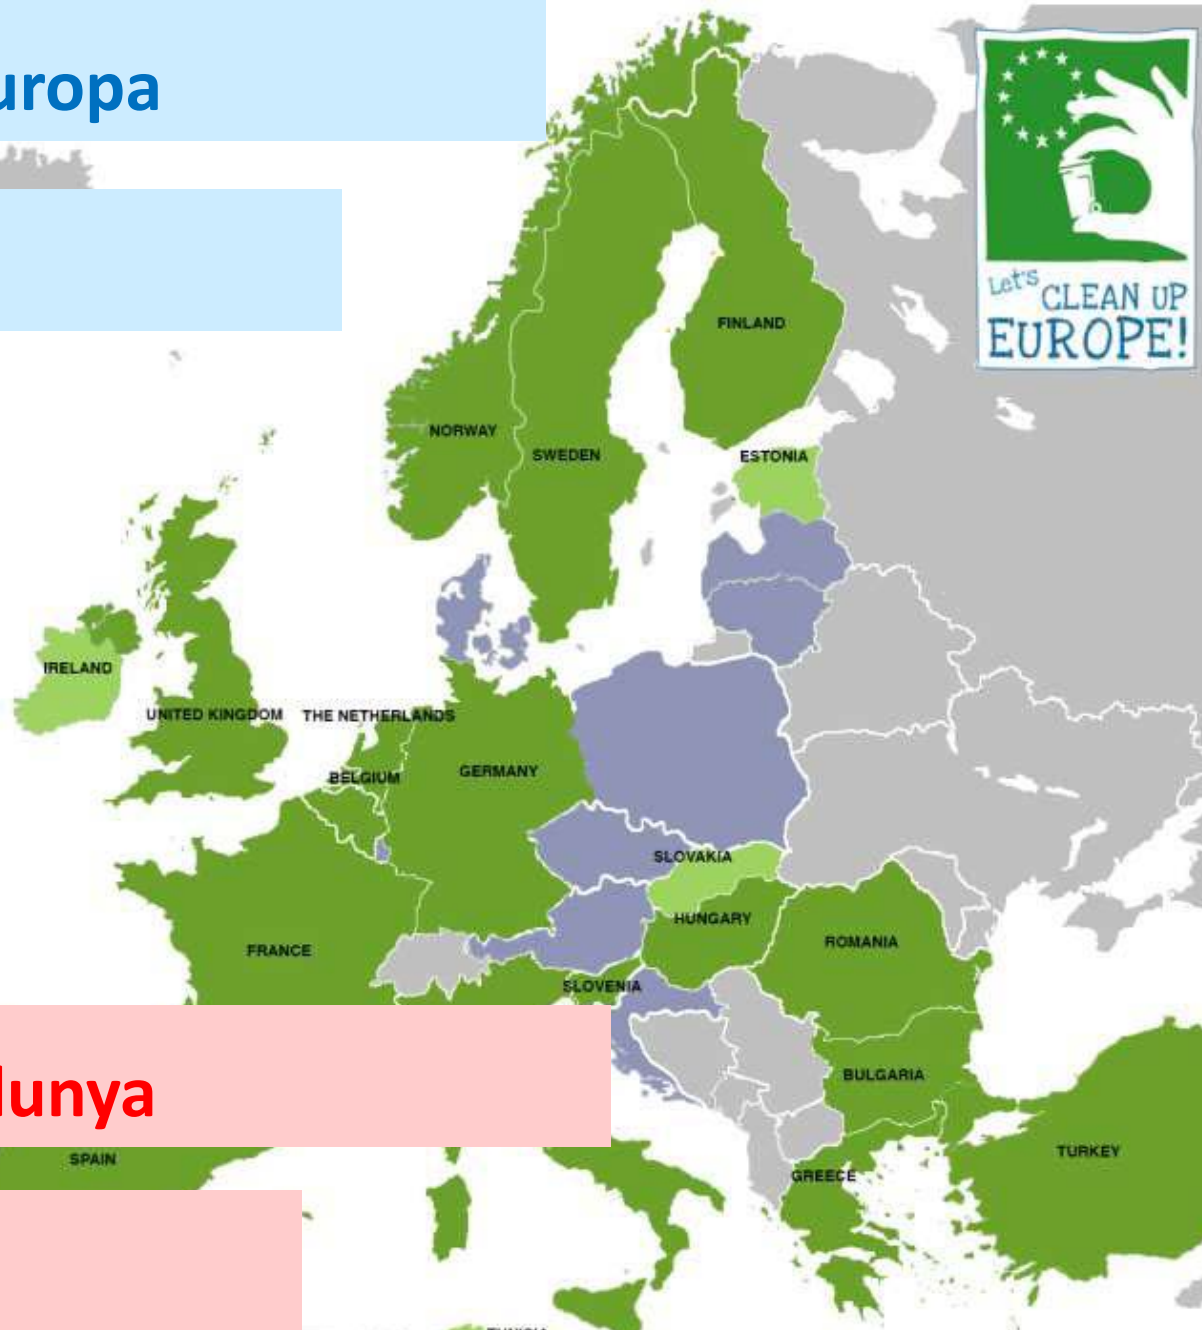 uropa
Let's
CLEAN UP
EUROPE!
FINLAND
NORWAY
SWEDEN
ESTONIA
IRELAND
UNITED KINGDOM
THE NETHERLANDS
BELGIUM
GERMANY
SLOVAKIA
HUNGARY
FRANCE
ROMANIA
SLOVENIA
lunya
BULGARIA
SPAIN
TURKEY
GREECE